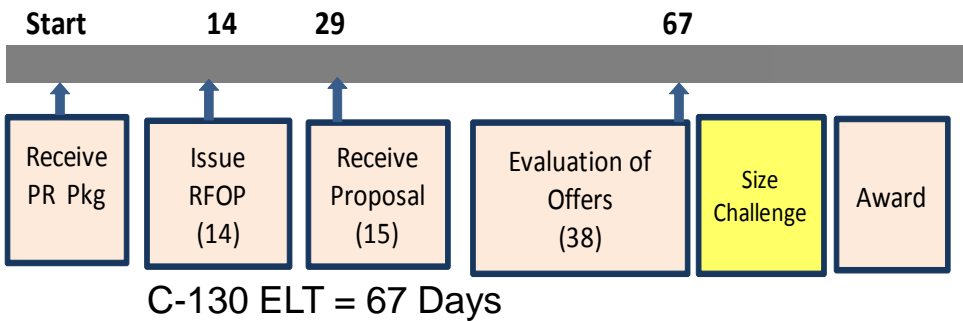 Start 14 29 67
Receive
PR Pkg
Issue
RFOP
(14)
Receive
Proposal
(15)
Evaluation of
Offers
(38)
Size
Challenge
Award
C-130 ELT = 67 Days